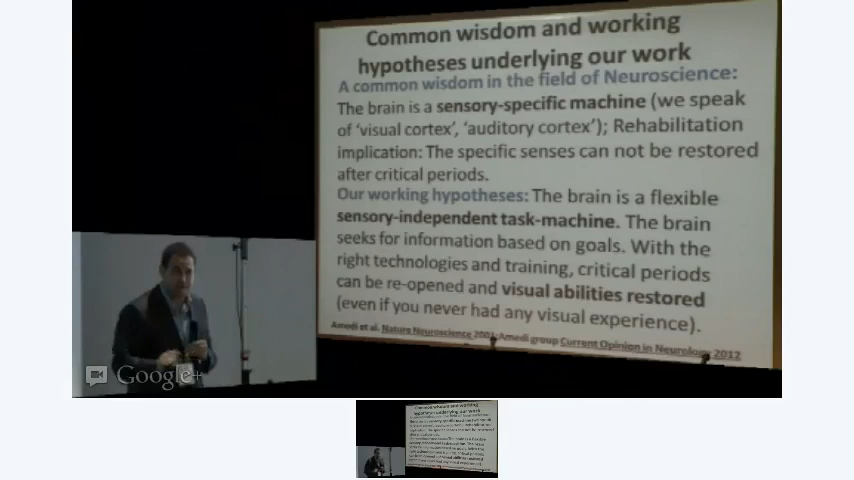 Common wisdom and working
hypotheses underlying our work
A common wisdom in the field of Neuroscience:
The brain is a sensory-specific machine (we speak
of 'visual cortex', 'auditory cortex'); Rehabilitation
implication: The specific senses can not be restored
after critical periods.
Our working hypotheses: The brain is a flexible
sensory-independent task-machine. The brain
seeks for information based on goals. With the
right technologies and training, critical periods
can be re-opened and visual abilities restored
(even if you never had any visual experience).
Amedi et al. Nature Neuroscience Amedi group Current Opinion in Neurology 2012
Google+